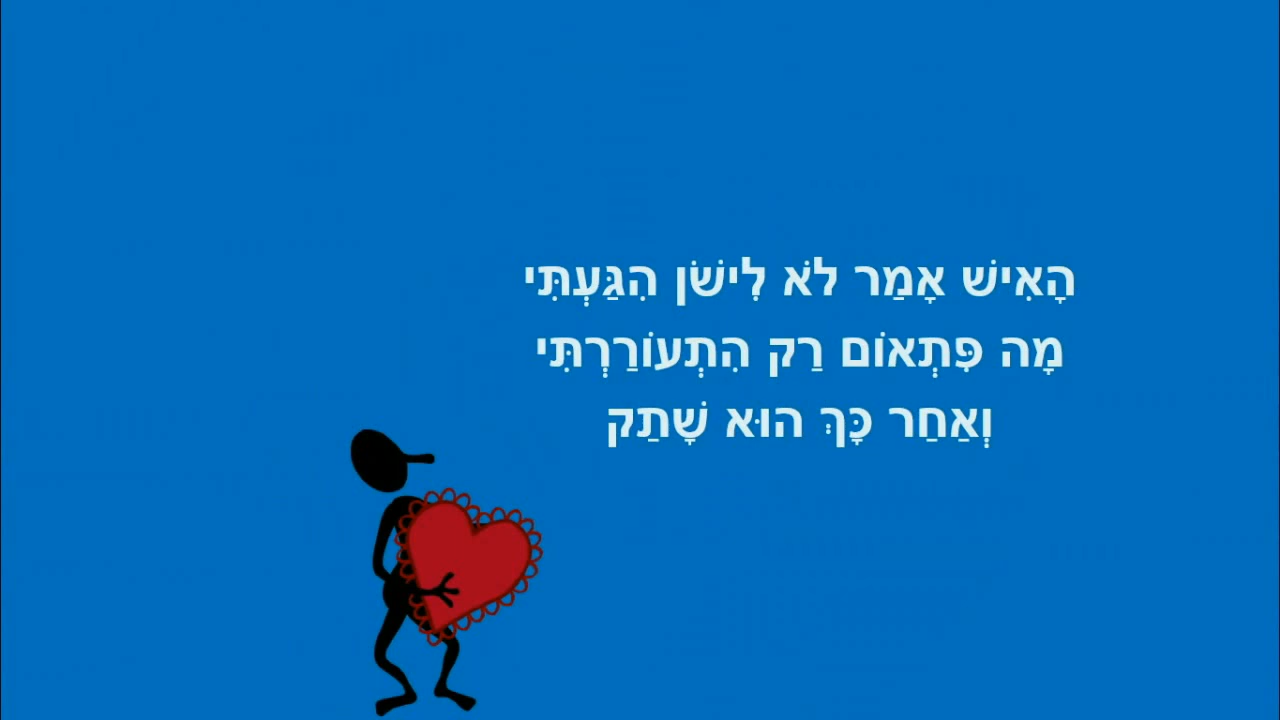 הָאִישׁ אָמַר לֹא לִישֹׁן הִגַּעְתִּי
מָה פִּתְאוֹם רַק הִתְעוֹרַרְתִּי
וְאַחַר כָּךְ הוּא שָׁתַק